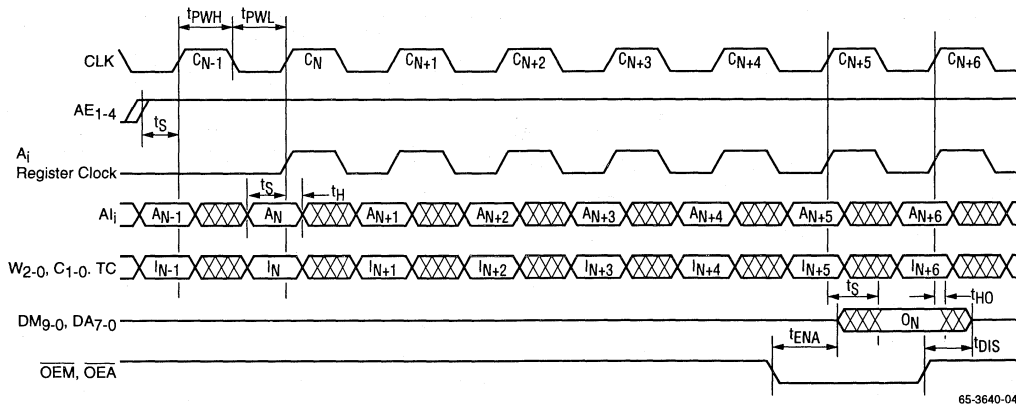 tPWH tPWL
CLK CN-1 CN CN+1 CN+2 CN+3 CN+4 CN+5 CN+6
AE1-4
tS
Ai
Register Clock
tS tH
AIi AN-1 AN AN+1 AN+2 AN+3 AN+4 AN+5 AN+6
W2-0, C1-0. TC IN-1 IN IN+1 IN+2 IN+3 IN+4 IN+5 IN+6
tS tHO
DM9-0, DA7-0 ON
tENA tDIS
OEM, OEA
65-3640-04